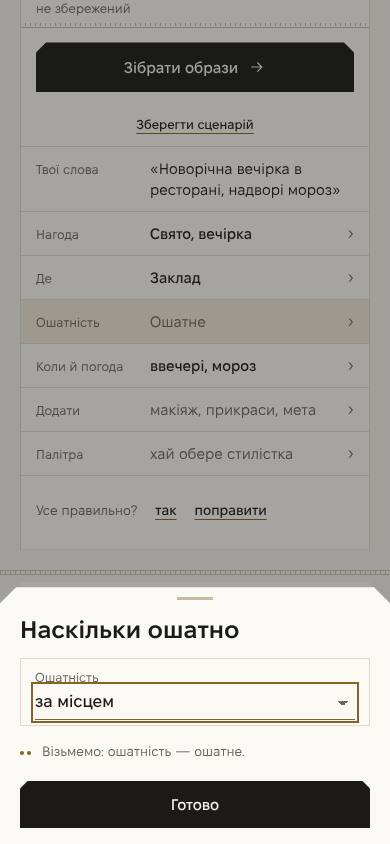 не збережений
Зібрати образи →
Зберегти сценарій
Твої слова «Новорічна вечірка в
ресторані, надворі мороз»
Нагода Свято, вечірка
Де Заклад
Ошатність Ошатне
Коли й погода ввечері, мороз
Додати макіяж, прикраси, мета
Палітра хай обере стилістка
Усе правильно? так поправити
Наскільки ошатно
Ошатність
за місцем
Візьмемо: ошатність — ошатне.
Готово